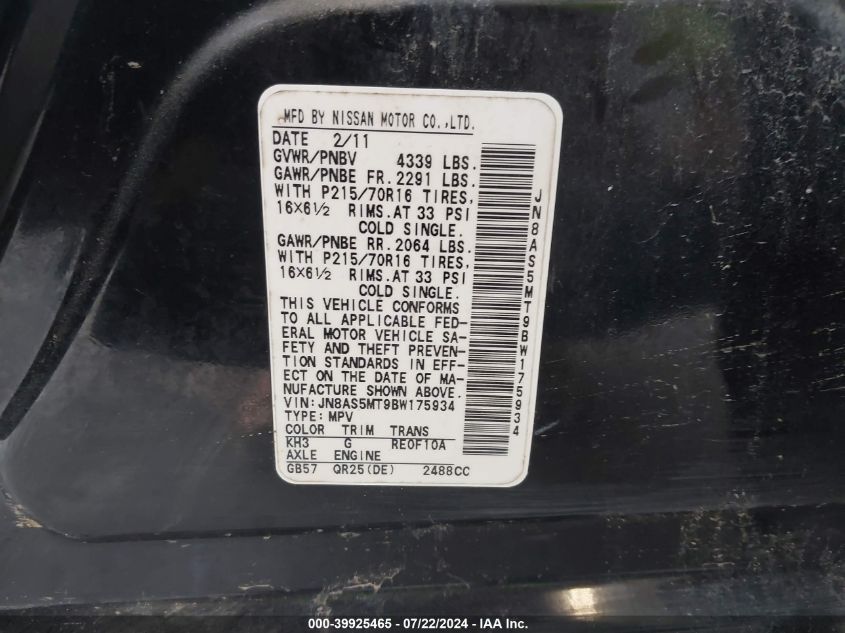 MFD BY NISSAN MOTOR CO.,LTD.
DATE 2/11
GVWR/PNBV 4339 LBS.
GAWR/PNBE FR. 2291 LBS.
WITH P215/70R16 TIRES,
16X6½ RIMS. AT 33 PSI
COLD SINGLE.
GAWR/PNBE RR. 2064 LBS.
WITH P215/70R16 TIRES,
16X6½ RIMS. AT 33 PSI
COLD SINGLE.
THIS VEHICLE CONFORMS
TO ALL APPLICABLE FED-
ERAL MOTOR VEHICLE SA-
FETY AND THEFT PREVEN-
TION STANDARDS IN EFF-
ECT ON THE DATE OF MA-
NUFACTURE SHOWN ABOVE.
VIN: JN8AS5MT9BW175934
TYPE: MPV
COLOR TRIM TRANS
KH3 G RE0F10A
AXLE ENGINE
GB57 QR25(DE) 2488CC
JN8AS5MT9BW175934
000-39925465 - 07/22/2024 - IAA Inc.